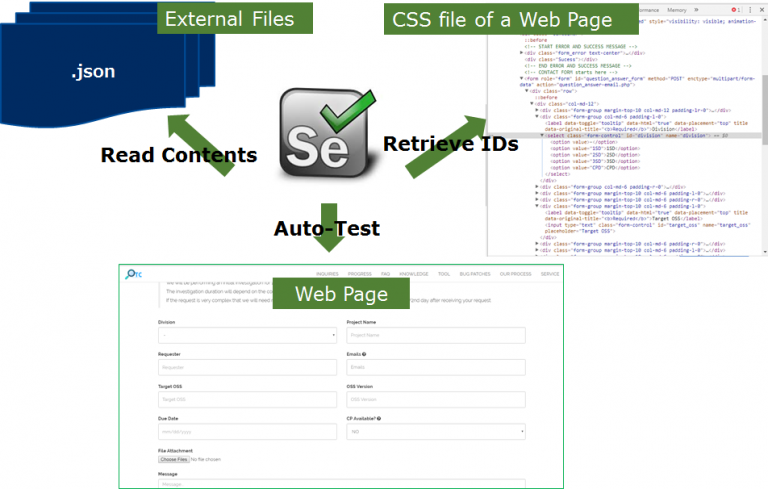 External Files
CSS file of a Web Page
.json
Se
Read Contents
Retrieve IDs
Auto-Test
Memory
style="visibility: visible; animation-
::before
<!-- START ERROR AND SUCCESS MESSAGE -->
<div class="form_error text-center">…</div>
<div class="Sucess"></div>
<!-- END ERROR AND SUCCESS MESSAGE -->
<!-- CONTACT FORM starts here -->
<form role="form" id="question_answer_form" method="POST" enctype="multipart/form-
data" action="question_answer-email.php">
<div class="row">
::before
<div class="col-md-12">
<div class="form-group margin-top-10 col-md-6 padding-lr-0">…</div>
<div class="form-group col-md-6 padding-l-0">
<label data-toggle="tooltip" data-html="true" data-placement="top" title
data-original-title="<b>Required</b>">Division</label>
<select class="form-control" id="division" name="division"> == $0
<option value>-</option>
<option value="1SD">1SD</option>
<option value="2SD">2SD</option>
<option value="3SD">3SD</option>
<option value="CPD">CPD</option>
</select>
</div>
<div class="form-group col-md-6 padding-r-0">…</div>
<div class="form-group margin-top-10 col-md-6 padding-l-0">…</div>
<div class="form-group margin-top-10 col-md-6 padding-r-0">…</div>
<div class="form-group margin-top-10 col-md-6 padding-l-0">
<label data-toggle="tooltip" data-html="true" data-placement="top" title
data-original-title="<b>Required</b>">Target OSS</label>
<input type="text" class="form-control" id="target_oss" name="target_oss"
placeholder="Target OSS">
</div>
OTC
INQUIRIES PROGRESS FAQ KNOWLEDGE TOOL BUG PATCHES OUR PROCESS SERVICE
Web Page
We will be performing an initial investigation for
The investigation duration will depend on the co
If the request is very complex that we will need
2nd day after receiving your request
Division
Project Name
-
Project Name
Requester
Emails
Requester
Emails
Target OSS
OSS Version
Target OSS
OSS Version
Due Date
CP Available?
mm/dd/yyyy
NO
File Attachment
Choose Files No file chosen
Message
Message